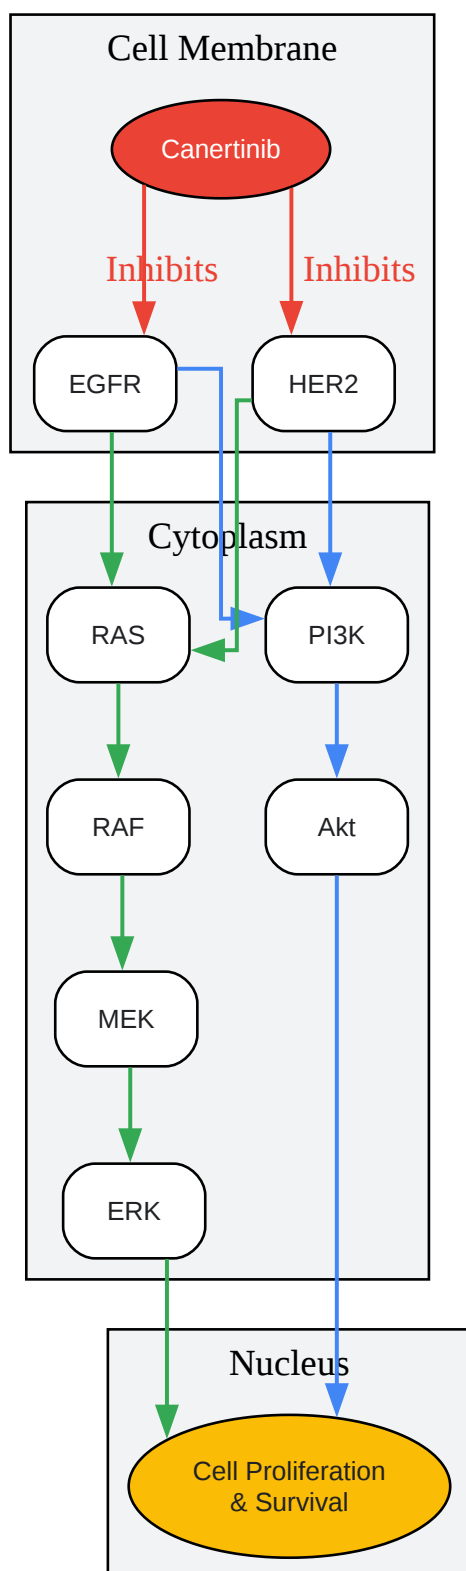 Cell Membrane
Canertinib
Inhibits
Inhibits
EGFR
HER2
Cytoplasm
RAS
PI3K
RAF
Akt
MEK
ERK
Nucleus
Cell Proliferation
& Survival